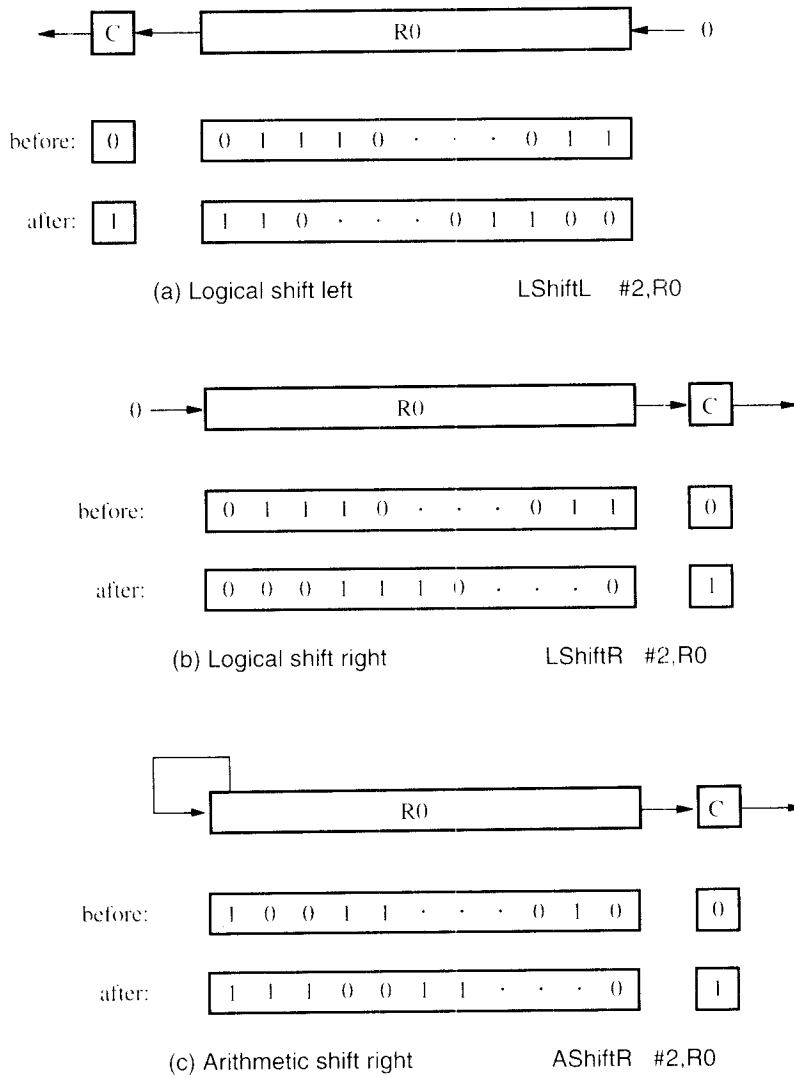 C R0 0
before: 0 0 1 1 1 0 · · · 0 1 1
after: 1 1 1 0 · · · 0 1 1 0 0
(a) Logical shift left LShiftL #2,R0
0 R0 C
before: 0 1 1 1 0 · · · 0 1 1 0
after: 0 0 0 1 1 1 0 · · · 0 1
(b) Logical shift right LShiftR #2,R0
R0 C
before: 1 0 0 1 1 · · · 0 1 0 0
after: 1 1 1 0 0 1 1 · · · 0 1
(c) Arithmetic shift right AShiftR #2,R0